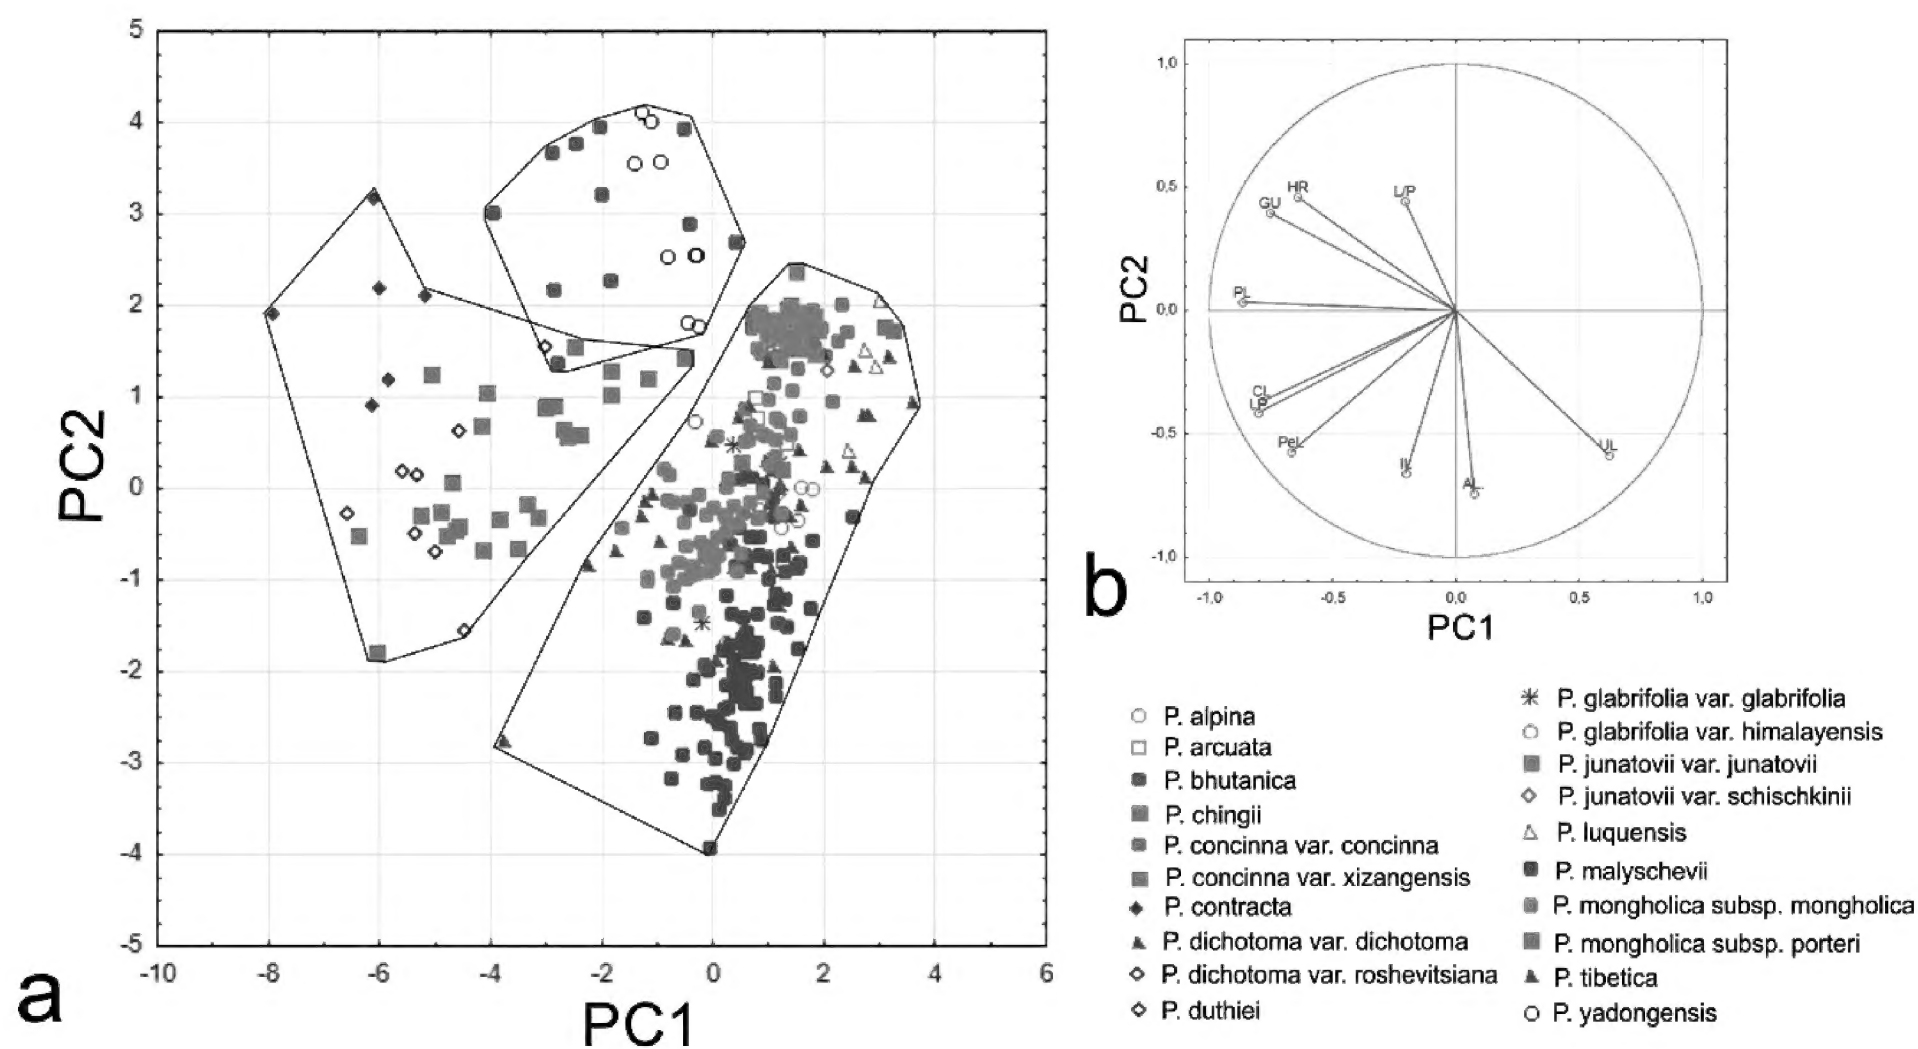 5
4
3
2
1
0
-1
-2
-3
-4
-5
-10
-8
-6
-4
-2
0
2
4
6
PC2
PC1
a
1,0
0,5
0,0
-0,5
-1,0
-1,0
-0,5
0,0
0,5
1,0
PC2
PC1
HR
L/P
GU
PL
CL
LP
PeL
IL
AL
UL
b
P. alpina
P. arcuata
P. bhutanica
P. chingii
P. concinna var. concinna
P. concinna var. xizangensis
P. contracta
P. dichotoma var. dichotoma
P. dichotoma var. roshevitsiana
P. duthiei
P. glabrifolia var. glabrifolia
P. glabrifolia var. himalayensis
P. junatovii var. junatovii
P. junatovii var. schischkinii
P. luquensis
P. malyschevii
P. mongholica subsp. mongholica
P. mongholica subsp. porteri
P. tibetica
P. yadongensis